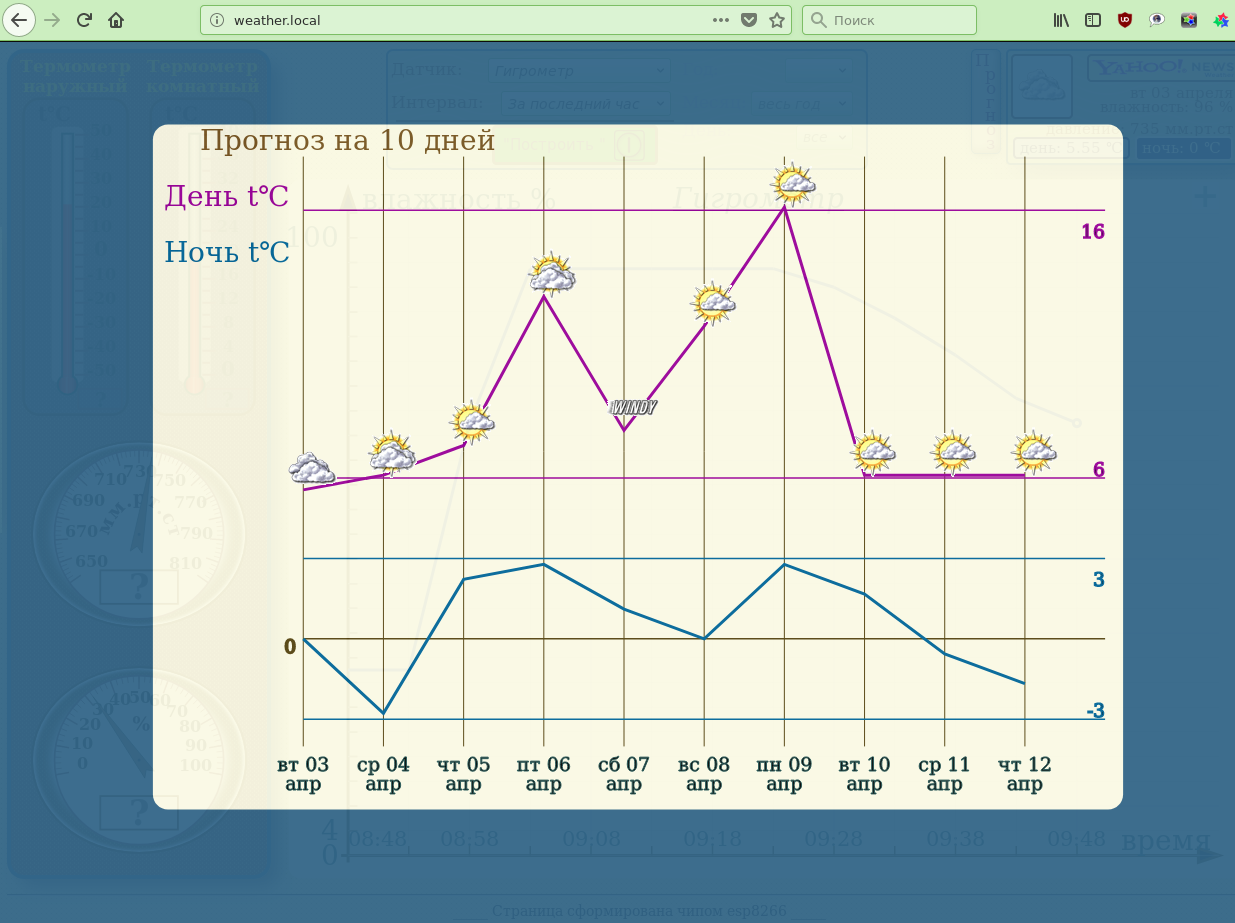 weather.local
Поиск
Термометр наружный
Термометр комнатный
Датчик:
Гигрометр
Интервал:
За последний час
весь год
все
Построить
Прогноз
YAHOO! NEWS
вт 03 апреля
влажность: 96 %
давление: 735 мм.рт.ст
день: 5.55 °C
ночь: 0 °C
Прогноз на 10 дней
День t°C
Ночь t°C
влажность %
Гигрометр
100
16
6
3
0
-3
WINDY
650
670
690
710
730
750
770
790
810
мм.рт.ст
?
0
10
20
30
40
50
60
70
80
90
100
%
?
вт 03 апр
ср 04 апр
чт 05 апр
пт 06 апр
сб 07 апр
вс 08 апр
пн 09 апр
вт 10 апр
ср 11 апр
чт 12 апр
4
0
08:48 08:58 09:08 09:18 09:28 09:38 09:48 время
Страница сформирована чипом esp8266